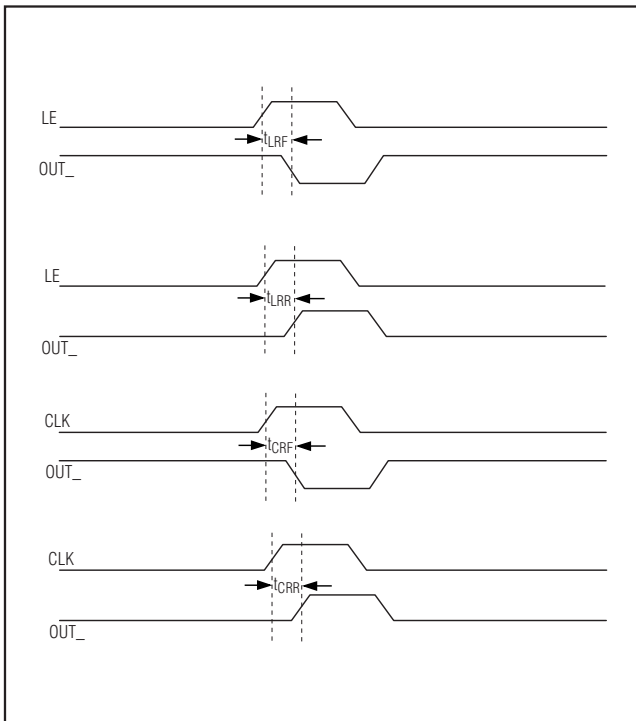 LE
tLRF
OUT_
LE
tLRR
OUT_
CLK
tCRF
OUT_
CLK
tCRR
OUT_